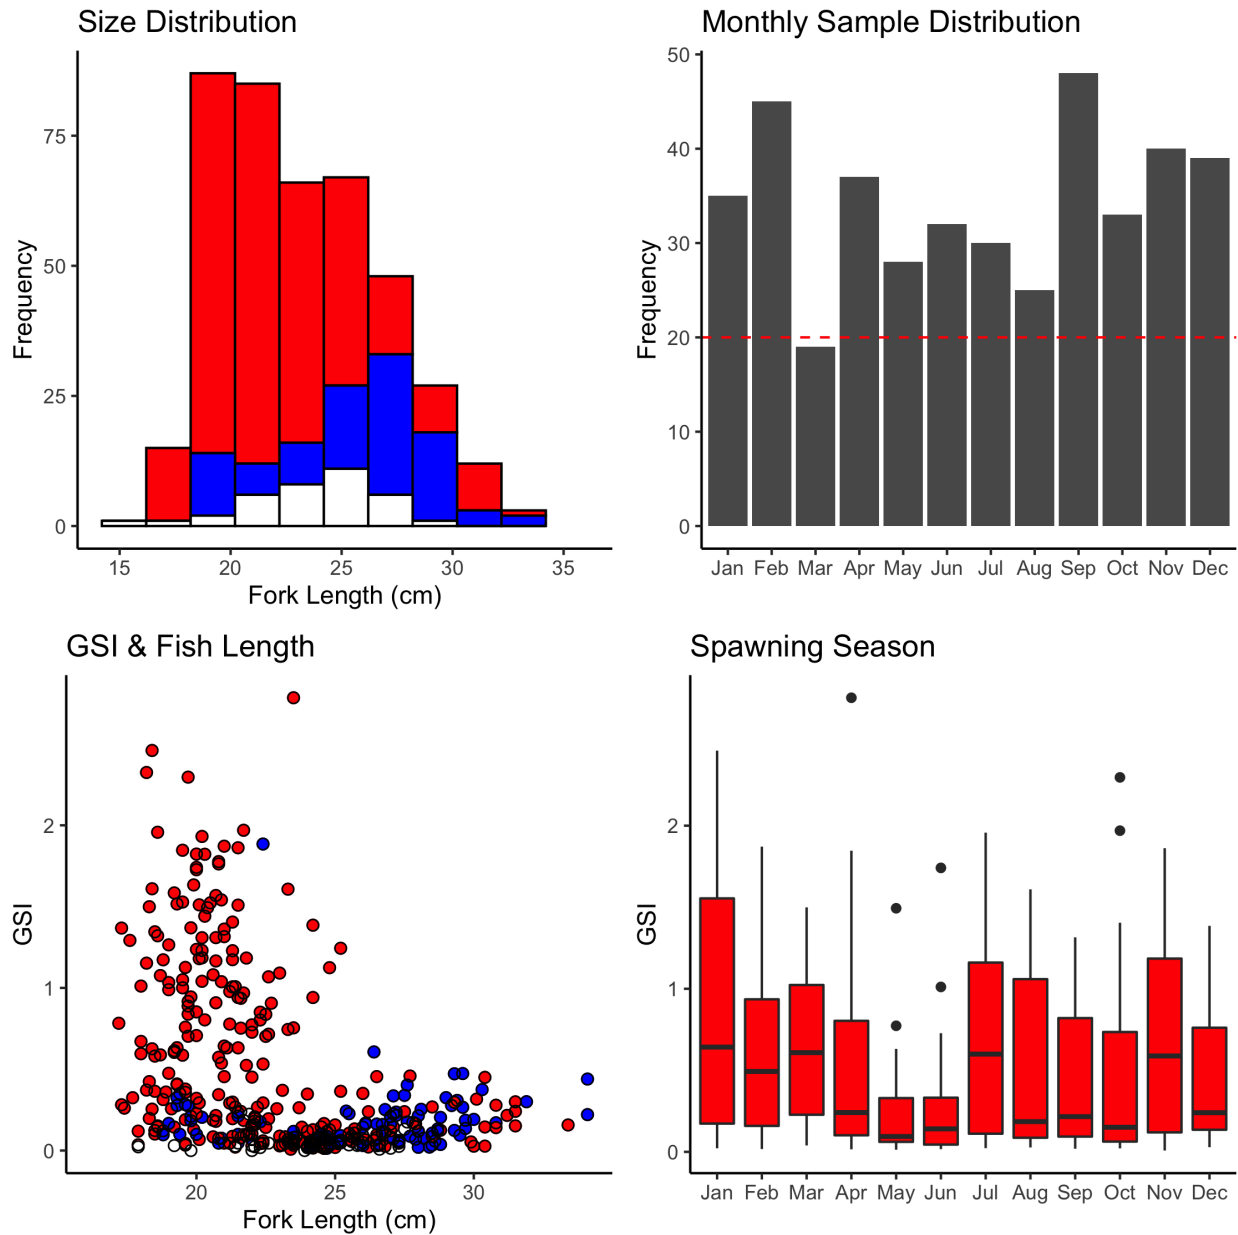 Size Distribution
Frequency
75
50
25
0
15 20 25 30 35
Fork Length (cm)
Monthly Sample Distribution
Frequency
50
40
30
20
10
0
Jan Feb Mar Apr May Jun Jul Aug Sep Oct Nov Dec
GSI & Fish Length
GSI
2
1
0
20 25 30
Fork Length (cm)
Spawning Season
GSI
2
1
0
Jan Feb Mar Apr May Jun Jul Aug Sep Oct Nov Dec